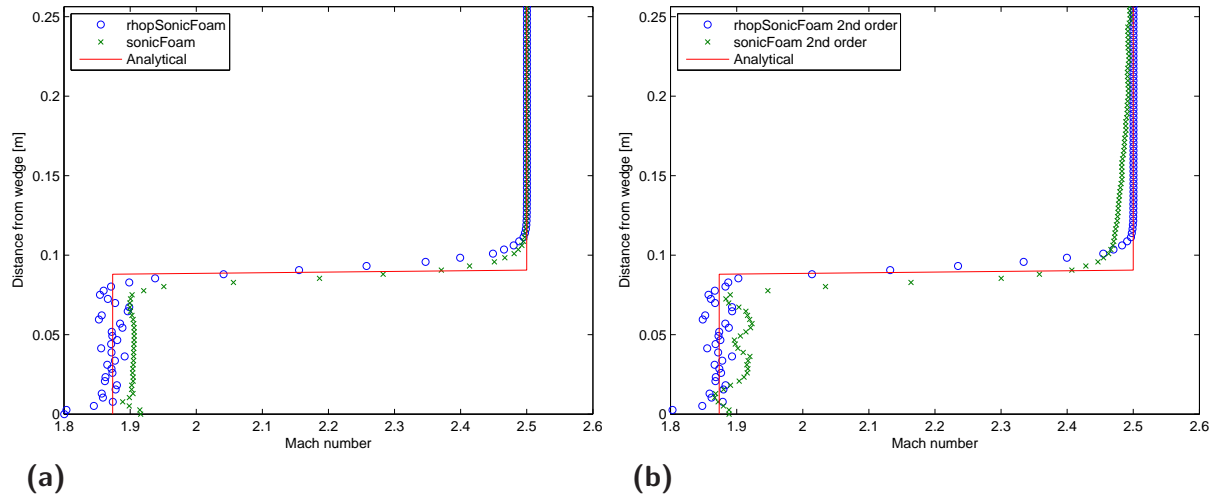 rhopSonicFoam
sonicFoam
Analytical
0.25
0.2
0.15
0.1
0.05
0
Distance from wedge [m]
1.8 1.9 2 2.1 2.2 2.3 2.4 2.5 2.6
Mach number
(a)
rhopSonicFoam 2nd order
sonicFoam 2nd order
Analytical
0.25
0.2
0.15
0.1
0.05
0
Distance from wedge [m]
1.8 1.9 2 2.1 2.2 2.3 2.4 2.5 2.6
Mach number
(b)